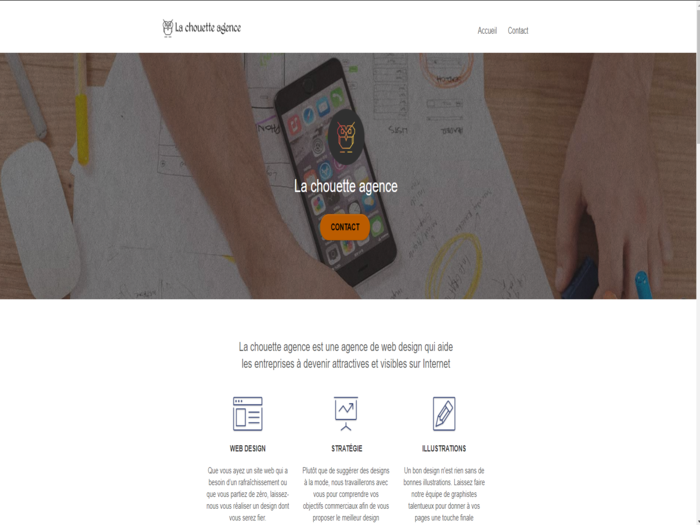 La chouette agence
Accueil Contact
La chouette agence
CONTACT
La chouette agence est une agence de web design qui aide
les entreprises à devenir attractives et visibles sur Internet
WEB DESIGN
Que vous ayez un site web qui a
besoin d'un rafraîchissement ou
que vous partiez de zéro, laissez-
nous vous réaliser un design dont
vous serez fier.
STRATÉGIE
Plutôt que de suggérer des designs
à la mode, nous travaillerons avec
vous pour comprendre vos
objectifs commerciaux afin de vous
proposer le meilleur design
ILLUSTRATIONS
Un bon design n'est rien sans de
bonnes illustrations. Laissez faire
notre équipe de graphistes
talentueux pour donner à vos
pages une touche finale